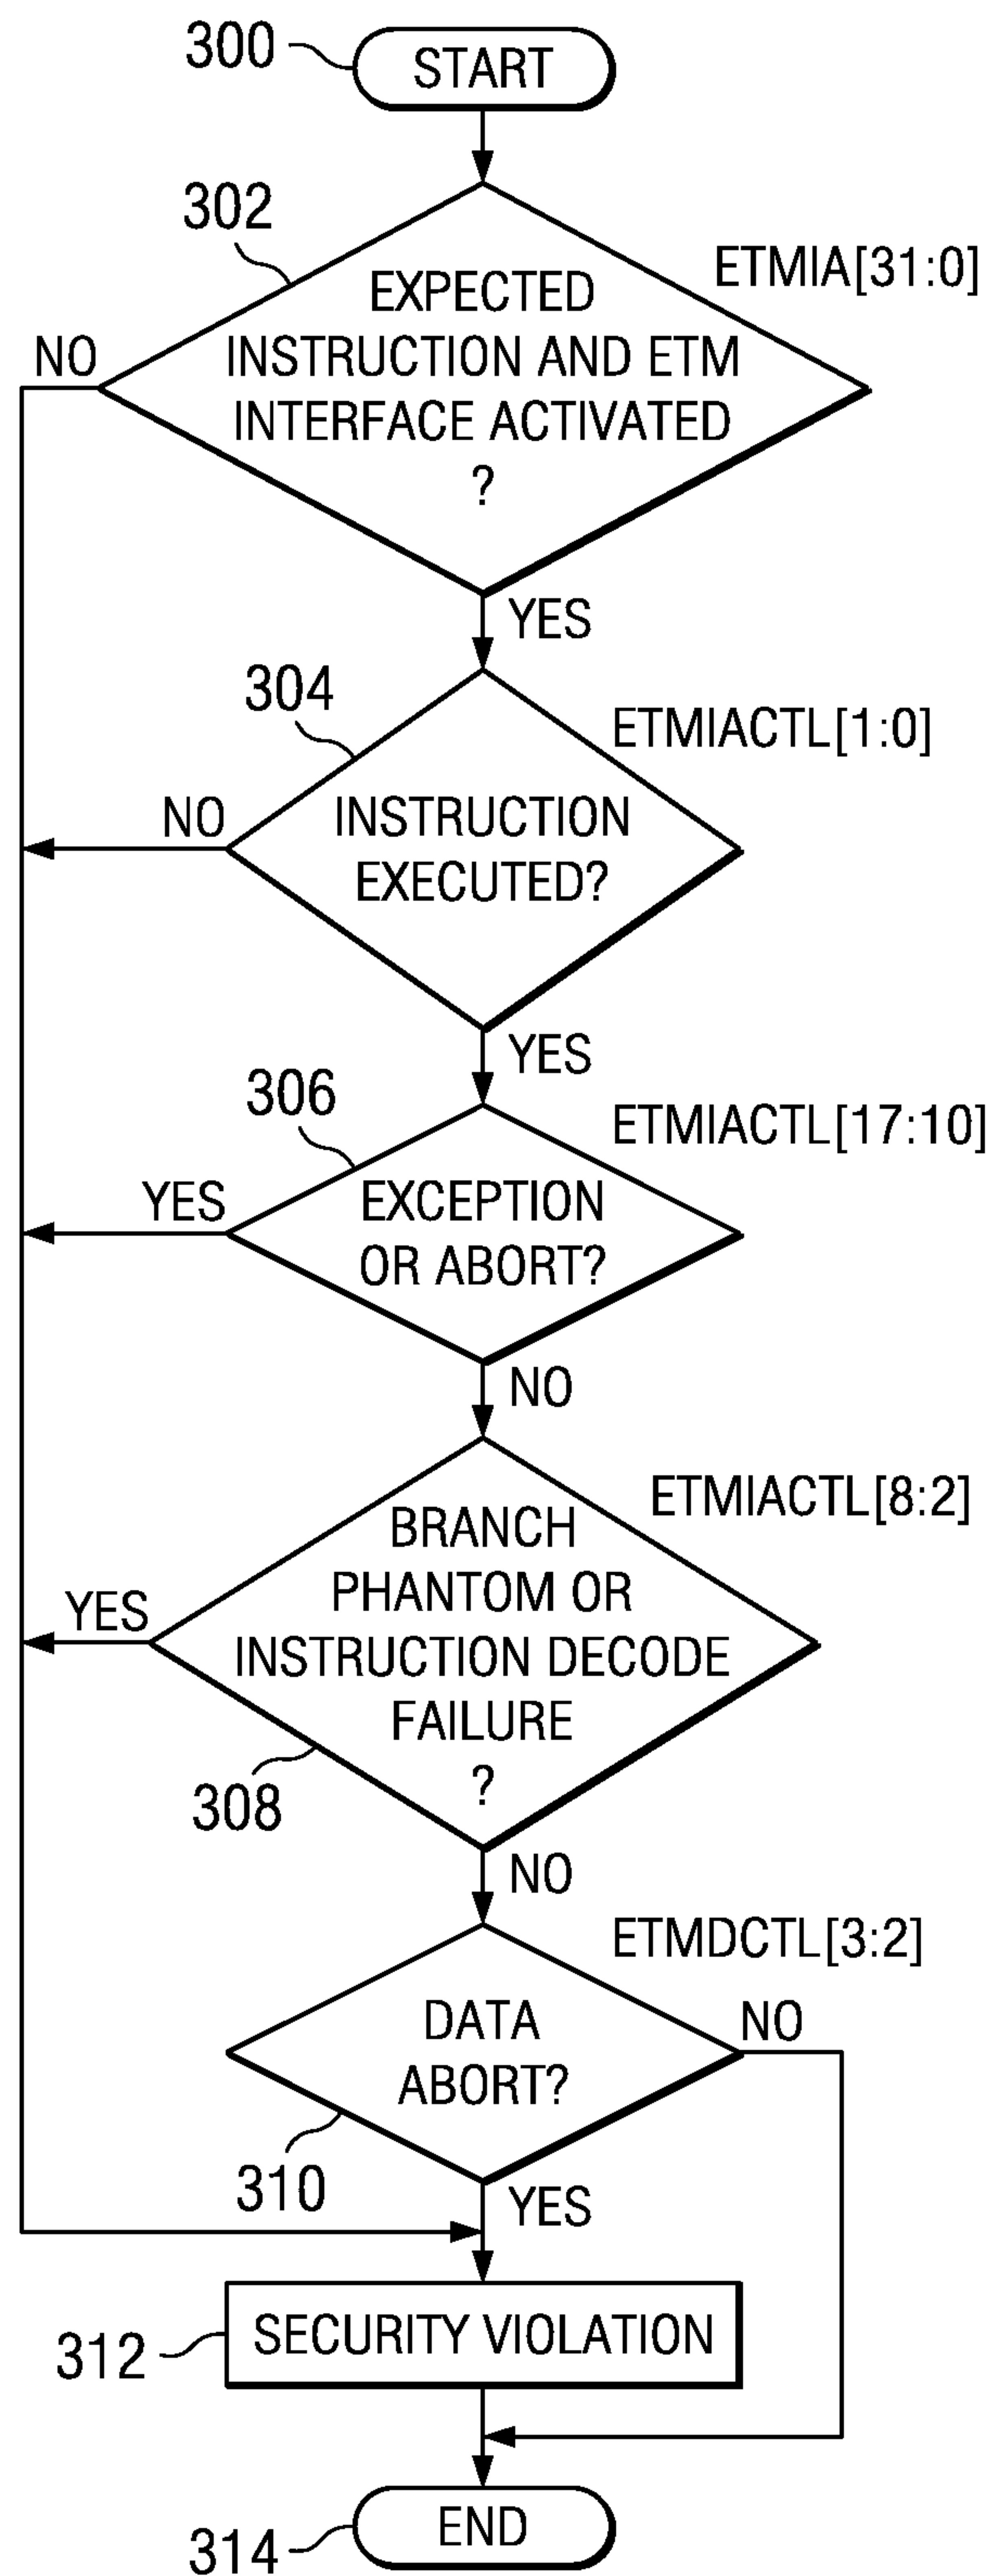 300
START
302
ETMIA[31:0]
EXPECTED
INSTRUCTION AND ETM
INTERFACE ACTIVATED
?
NO
YES
304
ETMIACTL[1:0]
NO
INSTRUCTION
EXECUTED?
YES
306
ETMIACTL[17:10]
YES
EXCEPTION
OR ABORT?
NO
ETMIACTL[8:2]
BRANCH
PHANTOM OR
INSTRUCTION DECODE
FAILURE
?
YES
308
NO
ETMDCTL[3:2]
DATA
ABORT?
NO
310
YES
SECURITY VIOLATION
312
END
314